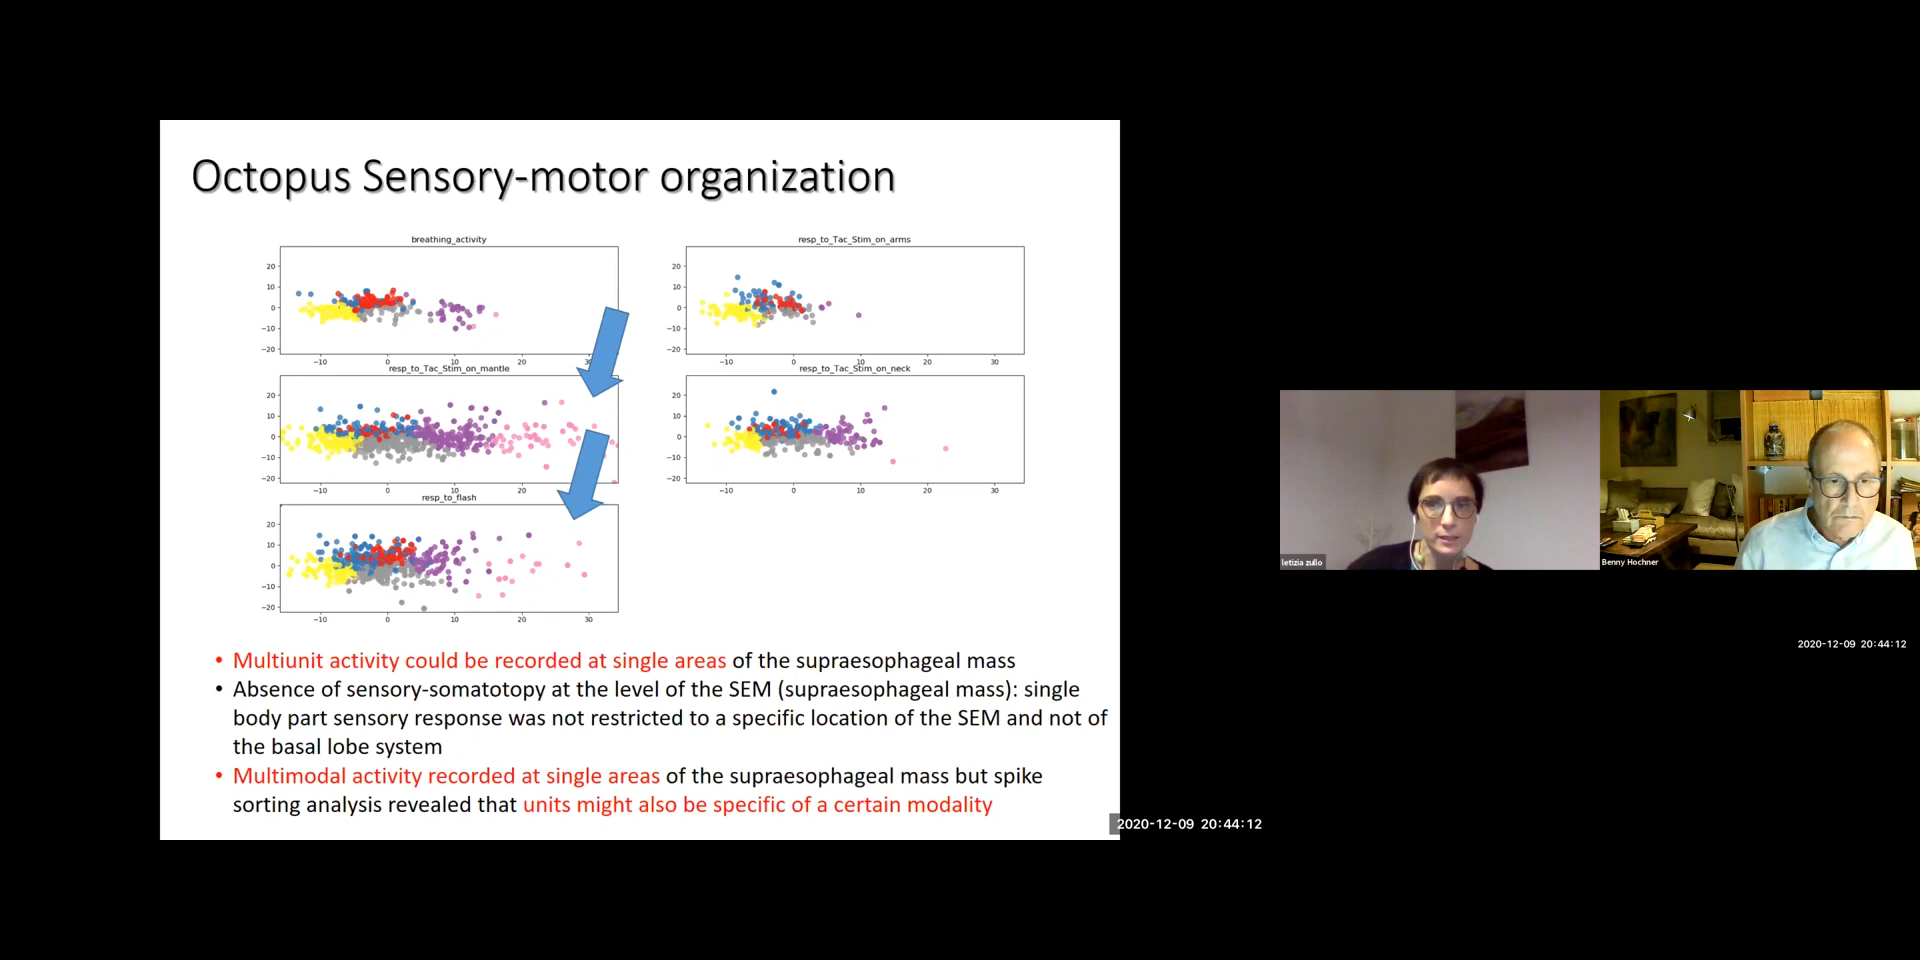 Octopus Sensory-motor organization
breathing_activity
20
10
0
−10
−20
−10 0 10 20 30
resp_to_Tac_Stim_on_arms
20
10
0
−10
−20
−10 0 10 20 30
resp_to_Tac_Stim_on_mantle
20
10
0
−10
−20
−10 0 10 20
resp_to_Tac_Stim_on_neck
20
10
0
−10
−20
−10 0 10 20 30
resp_to_flash
20
10
0
−10
−20
−10 0 10 20 30
• Multiunit activity could be recorded at single areas of the supraesophageal mass
• Absence of sensory-somatotopy at the level of the SEM (supraesophageal mass): single
body part sensory response was not restricted to a specific location of the SEM and not of
the basal lobe system
• Multimodal activity recorded at single areas of the supraesophageal mass but spike
sorting analysis revealed that units might also be specific of a certain modality
2020-12-09 20:44:12
letizia zullo
Benny Hochner
2020-12-09 20:44:12